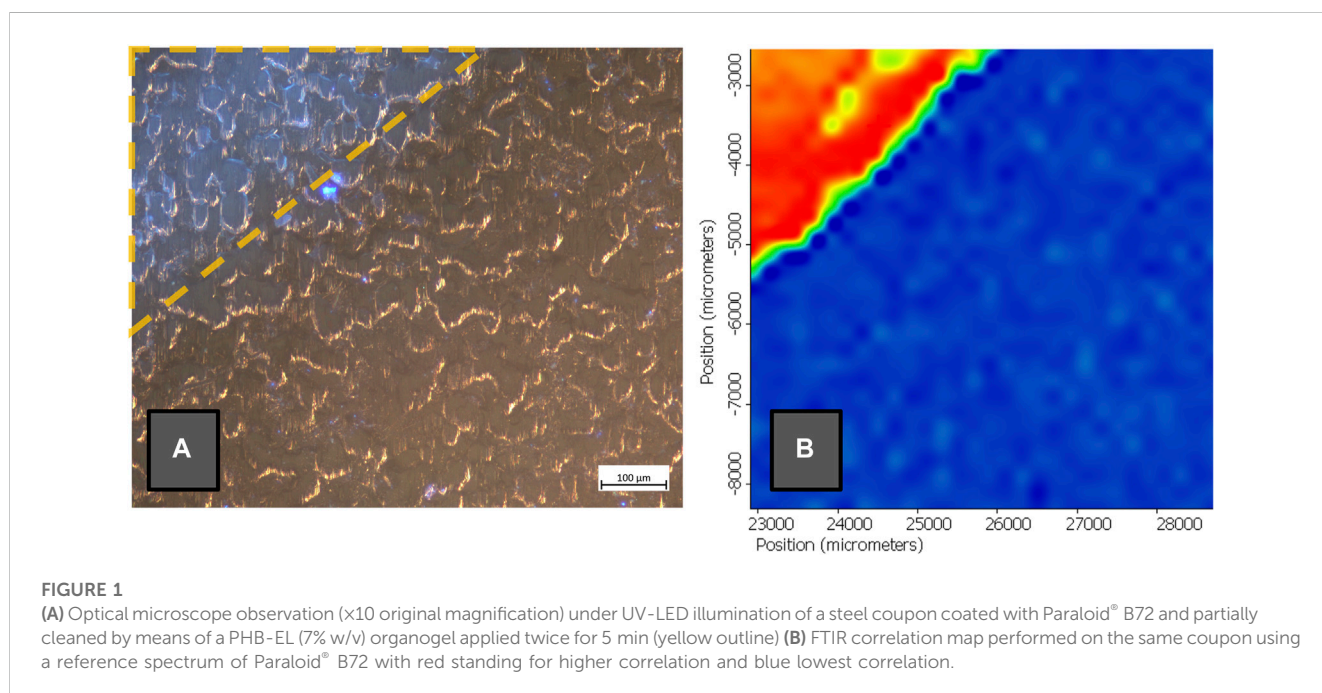 A
100 µm
Position (micrometers)
-3000
-4000
-5000
-6000
-7000
-8000
B
23000 24000 25000 26000 27000 28000
Position (micrometers)
FIGURE 1
(A) Optical microscope observation (×10 original magnification) under UV-LED illumination of a steel coupon coated with Paraloid® B72 and partially
cleaned by means of a PHB-EL (7% w/v) organogel applied twice for 5 min (yellow outline) (B) FTIR correlation map performed on the same coupon using
a reference spectrum of Paraloid® B72 with red standing for higher correlation and blue lowest correlation.